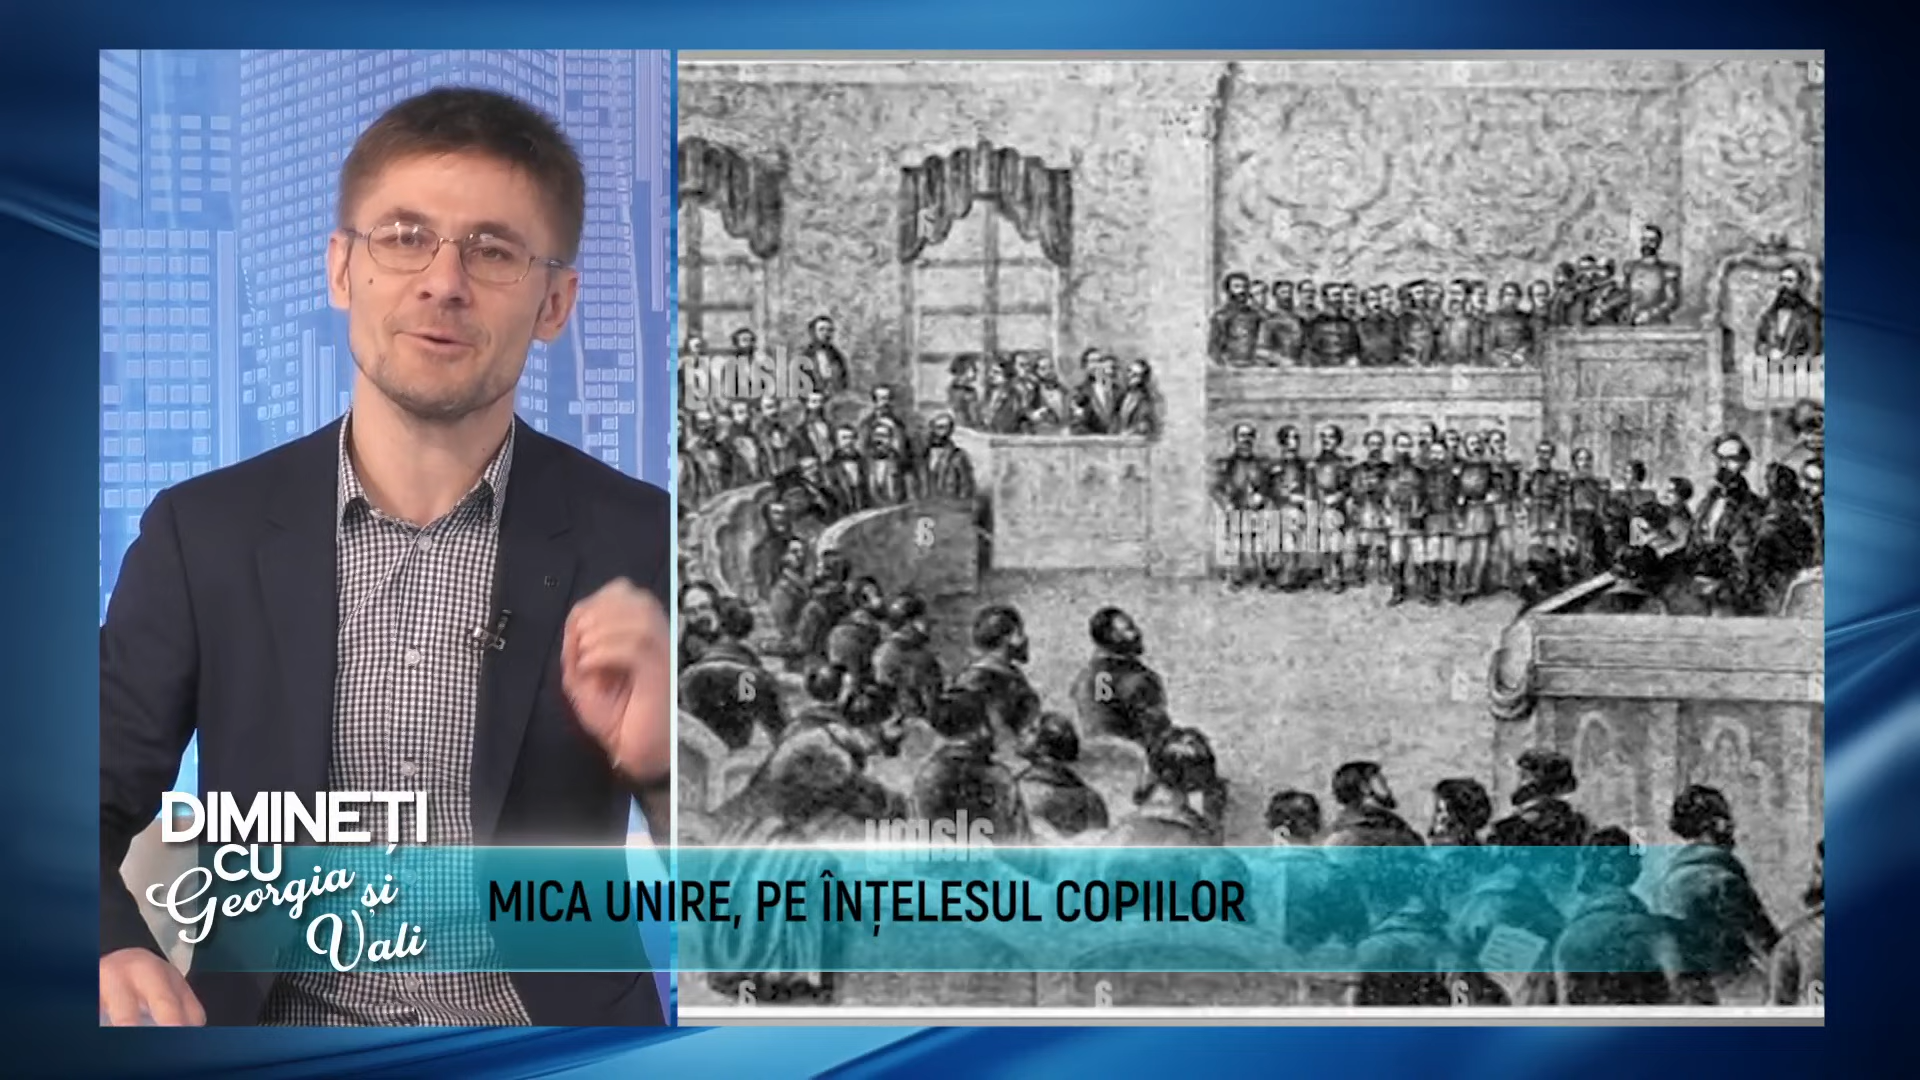 DIMINEȚI
CU
Georgia
și
Vali
MICA UNIRE, PE ÎNȚELESUL COPIILOR